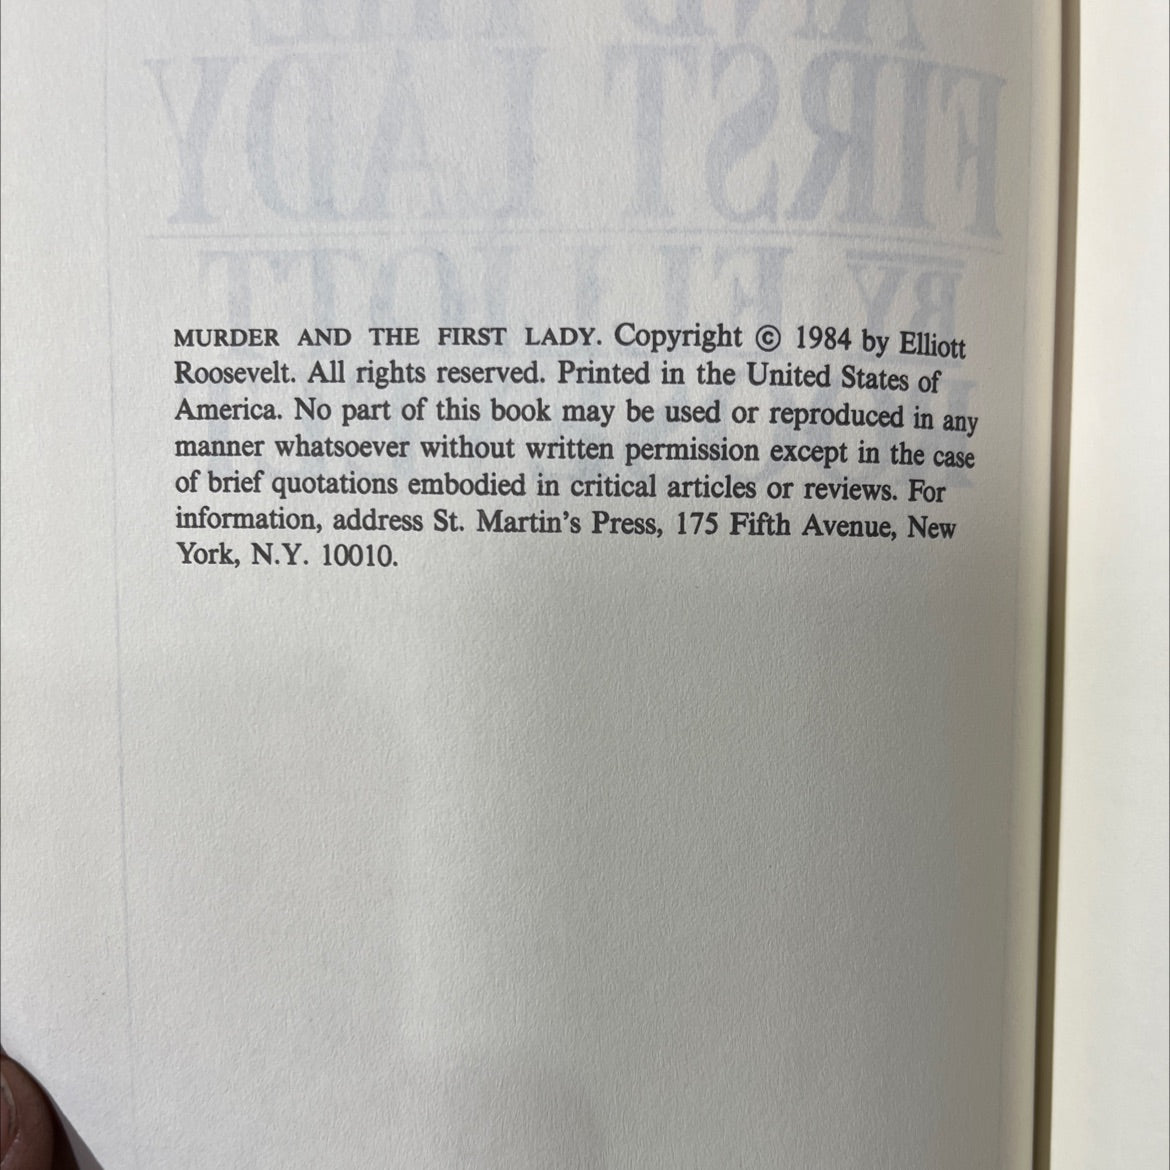 MURDER AND THE FIRST LADY. Copyright © 1984 by Elliott
Roosevelt. All rights reserved. Printed in the United States of
America. No part of this book may be used or reproduced in any
manner whatsoever without written permission except in the case
of brief quotations embodied in critical articles or reviews. For
information, address St. Martin's Press, 175 Fifth Avenue, New
York, N.Y. 10010.